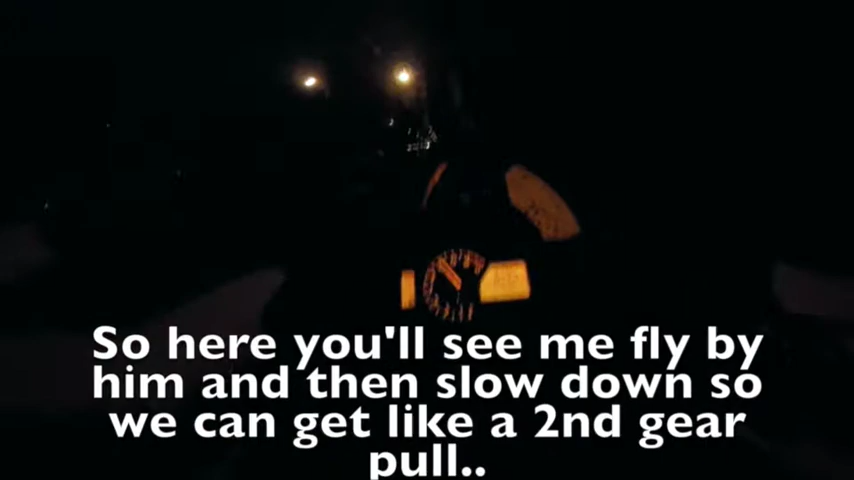 So here you'll see me fly by
him and then slow down so
we can get like a 2nd gear
pull..